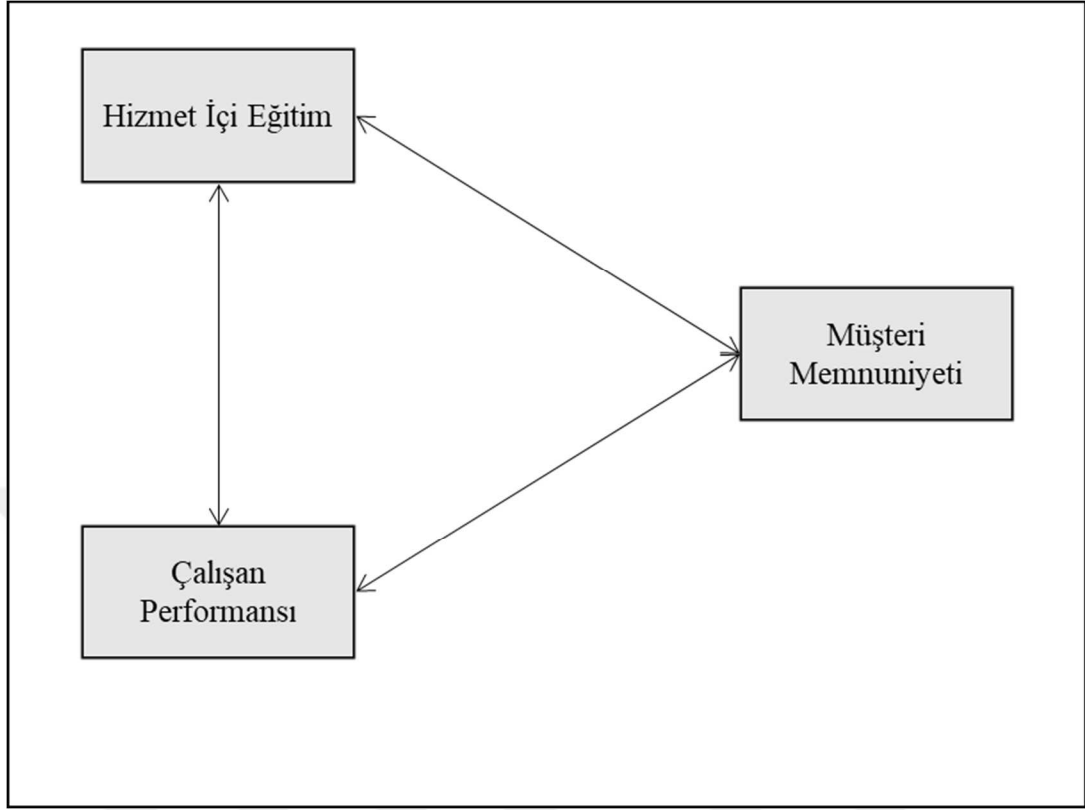 Hizmet İçi Eğitim
Müşteri
Memnuniyeti
Çalışan
Performansı